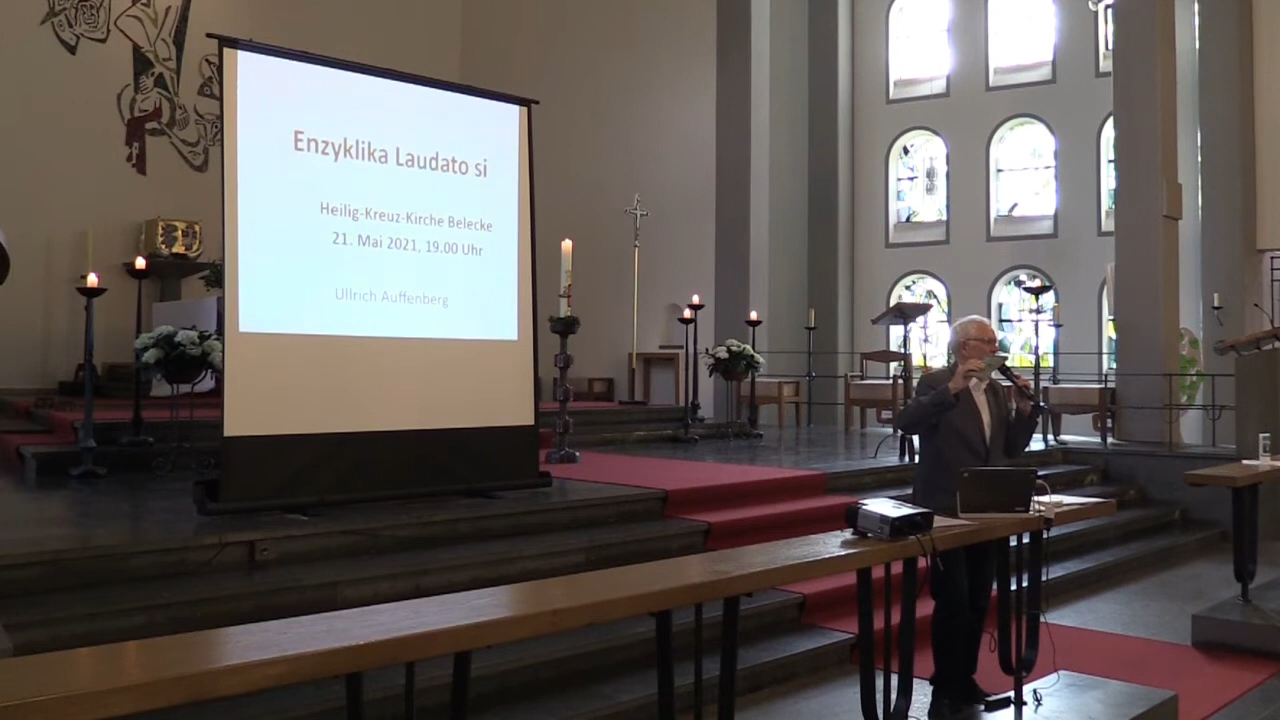 Enzyklika Laudato si
Heilig-Kreuz-Kirche Belecke
21. Mai 2021, 19.00 Uhr
Ullrich Auffenberg